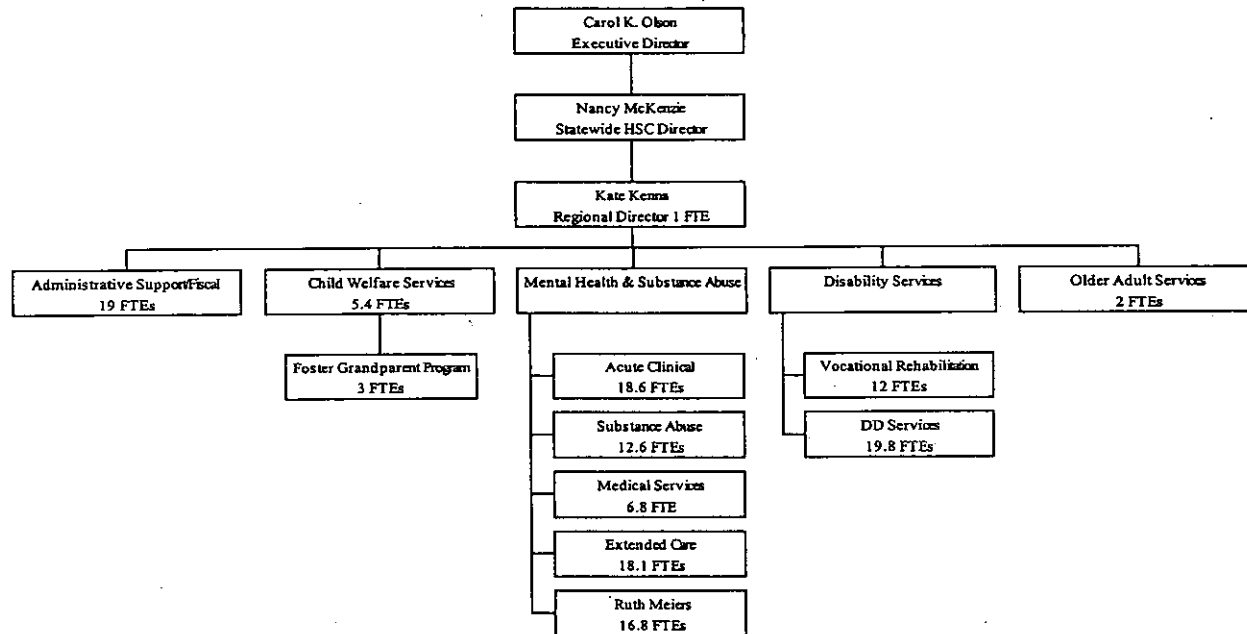 Carol K. Olson
Executive Director
Nancy McKenzie
Statewide HSC Director
Kate Kenna
Regional Director 1 FTE
Administrative Support/Fiscal
19 FTEs
Child Welfare Services
5.4 FTEs
Mental Health & Substance Abuse
Disability Services
Older Adult Services
2 FTEs
Foster Grandparent Program
3 FTEs
Acute Clinical
18.6 FTEs
Substance Abuse
12.6 FTEs
Medical Services
6.8 FTE
Extended Care
18.1 FTEs
Ruth Meiers
16.8 FTEs
Vocational Rehabilitation
12 FTEs
DD Services
19.8 FTEs